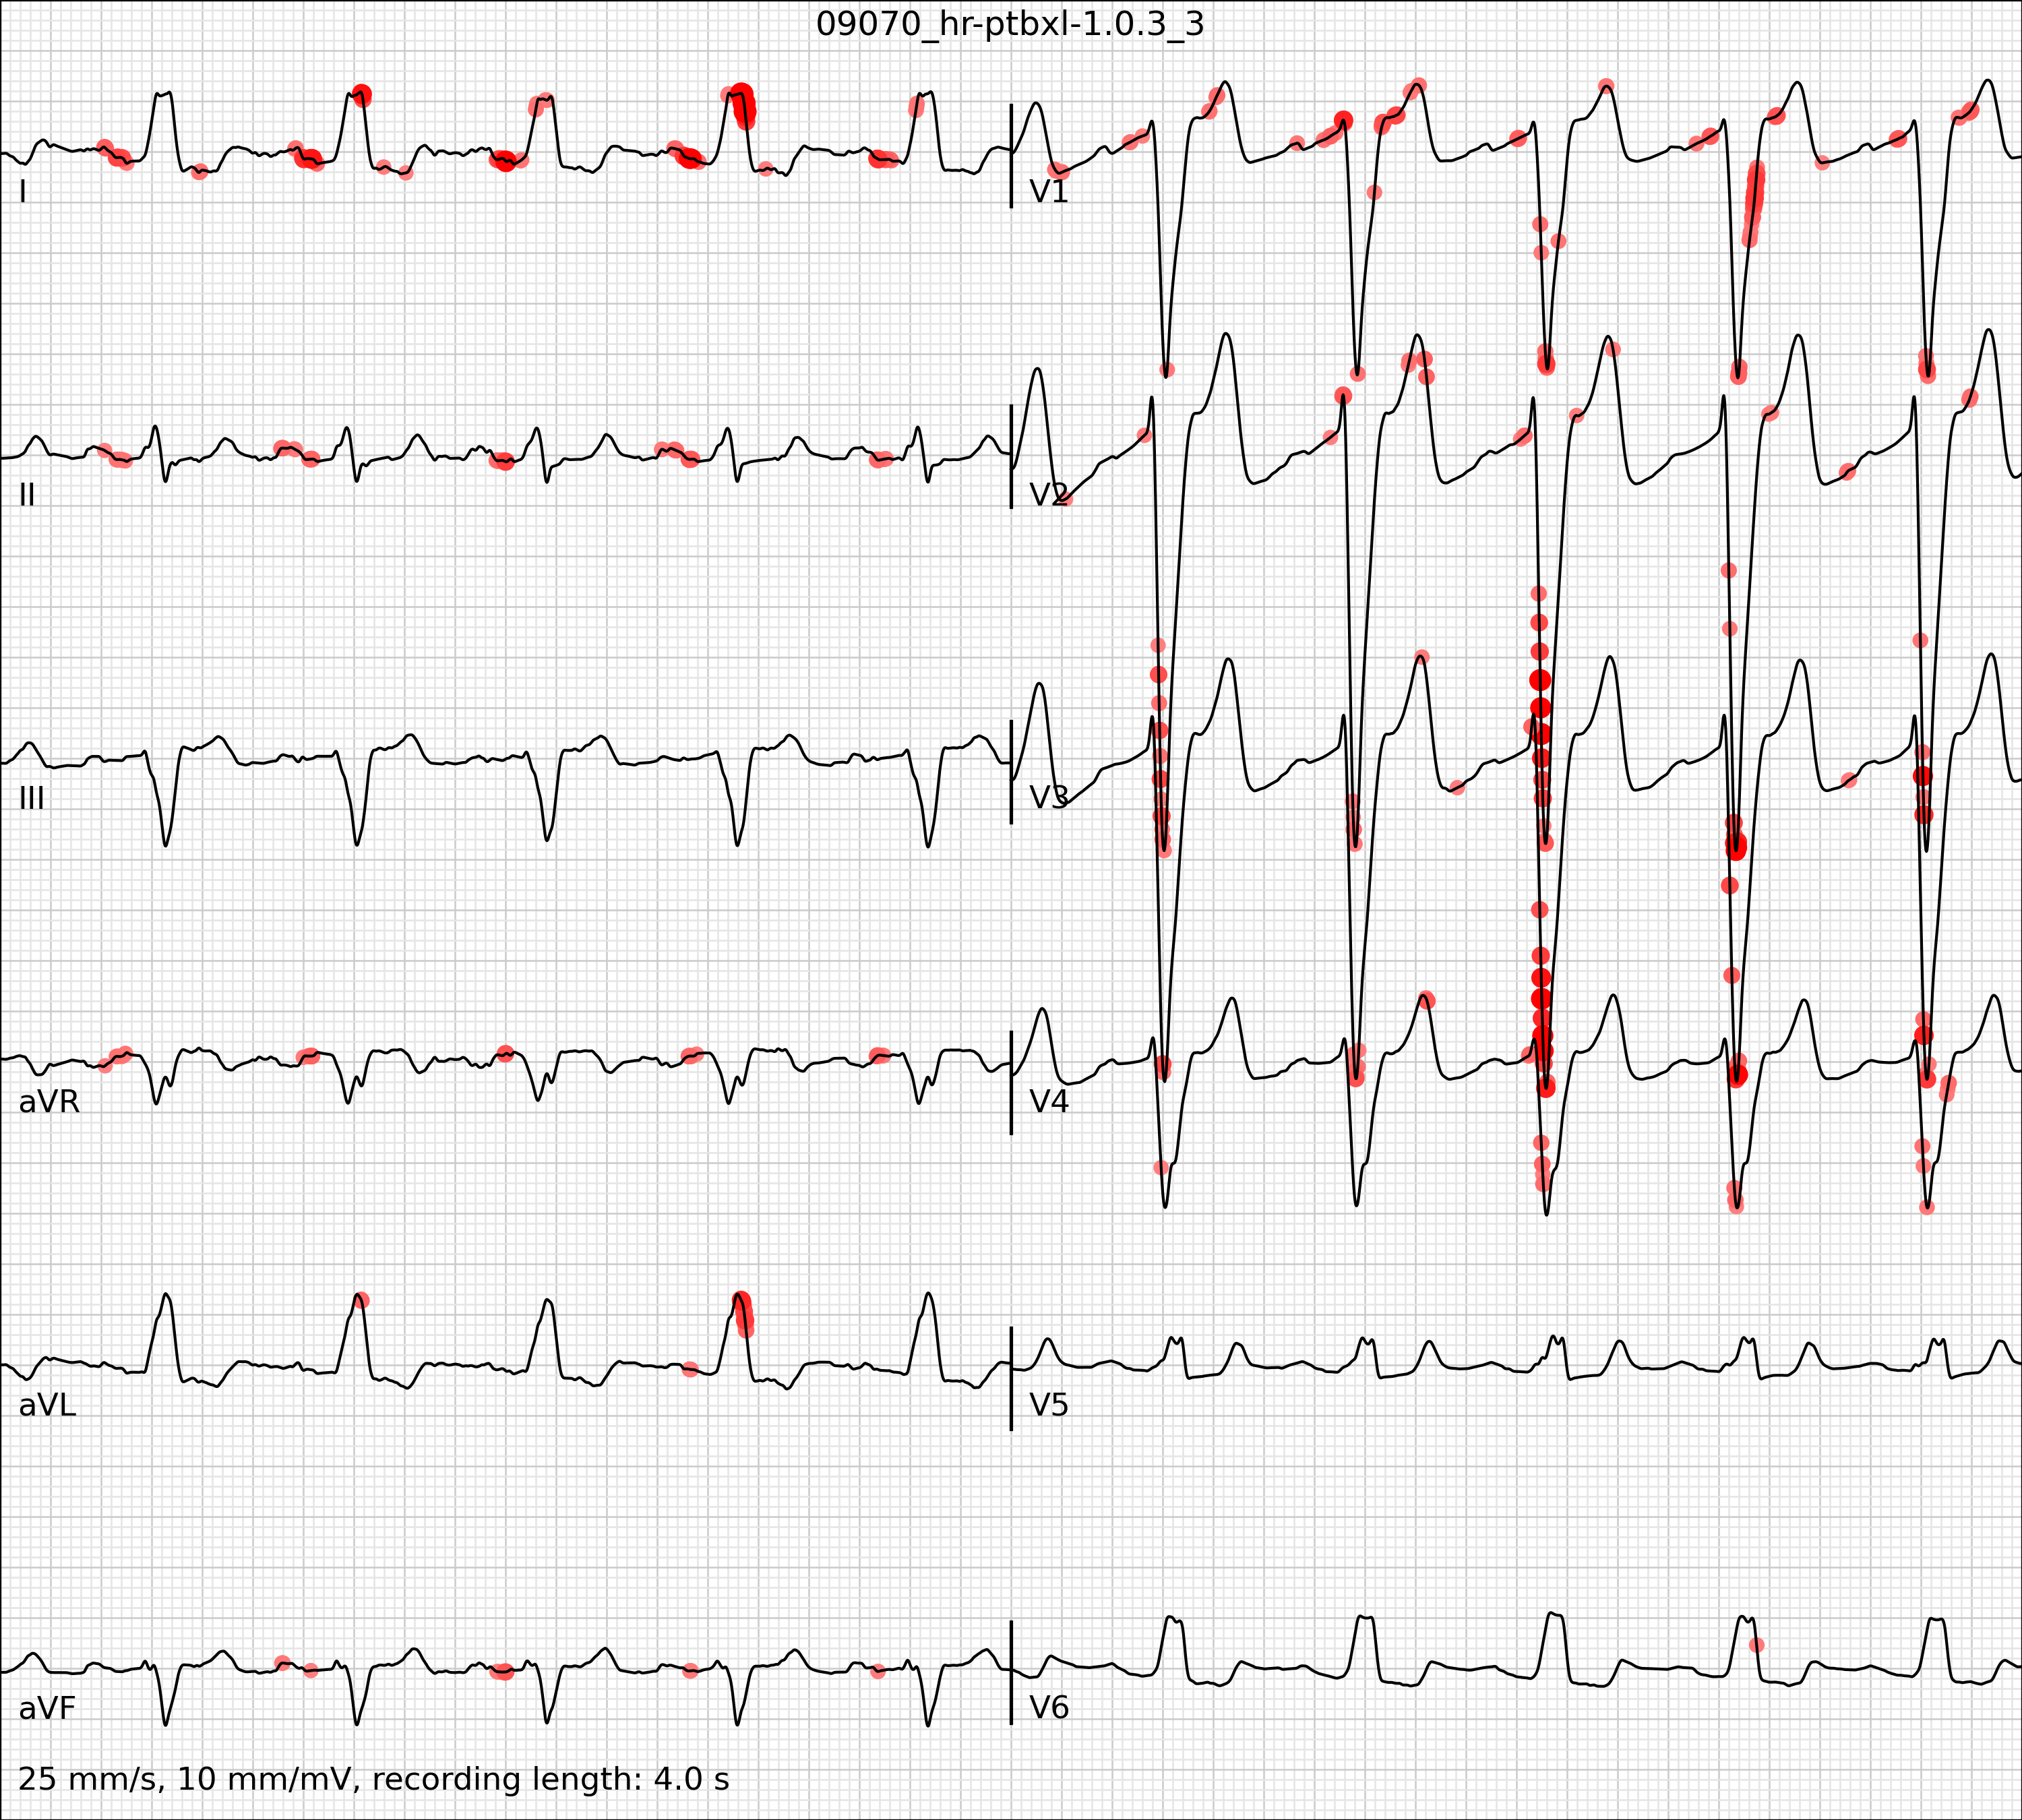 09070_hr-ptbxl-1.0.3_3
I
V1
II
V2
III
V3
aVR
V4
aVL
V5
aVF
V6
25 mm/s, 10 mm/mV, recording length: 4.0 s